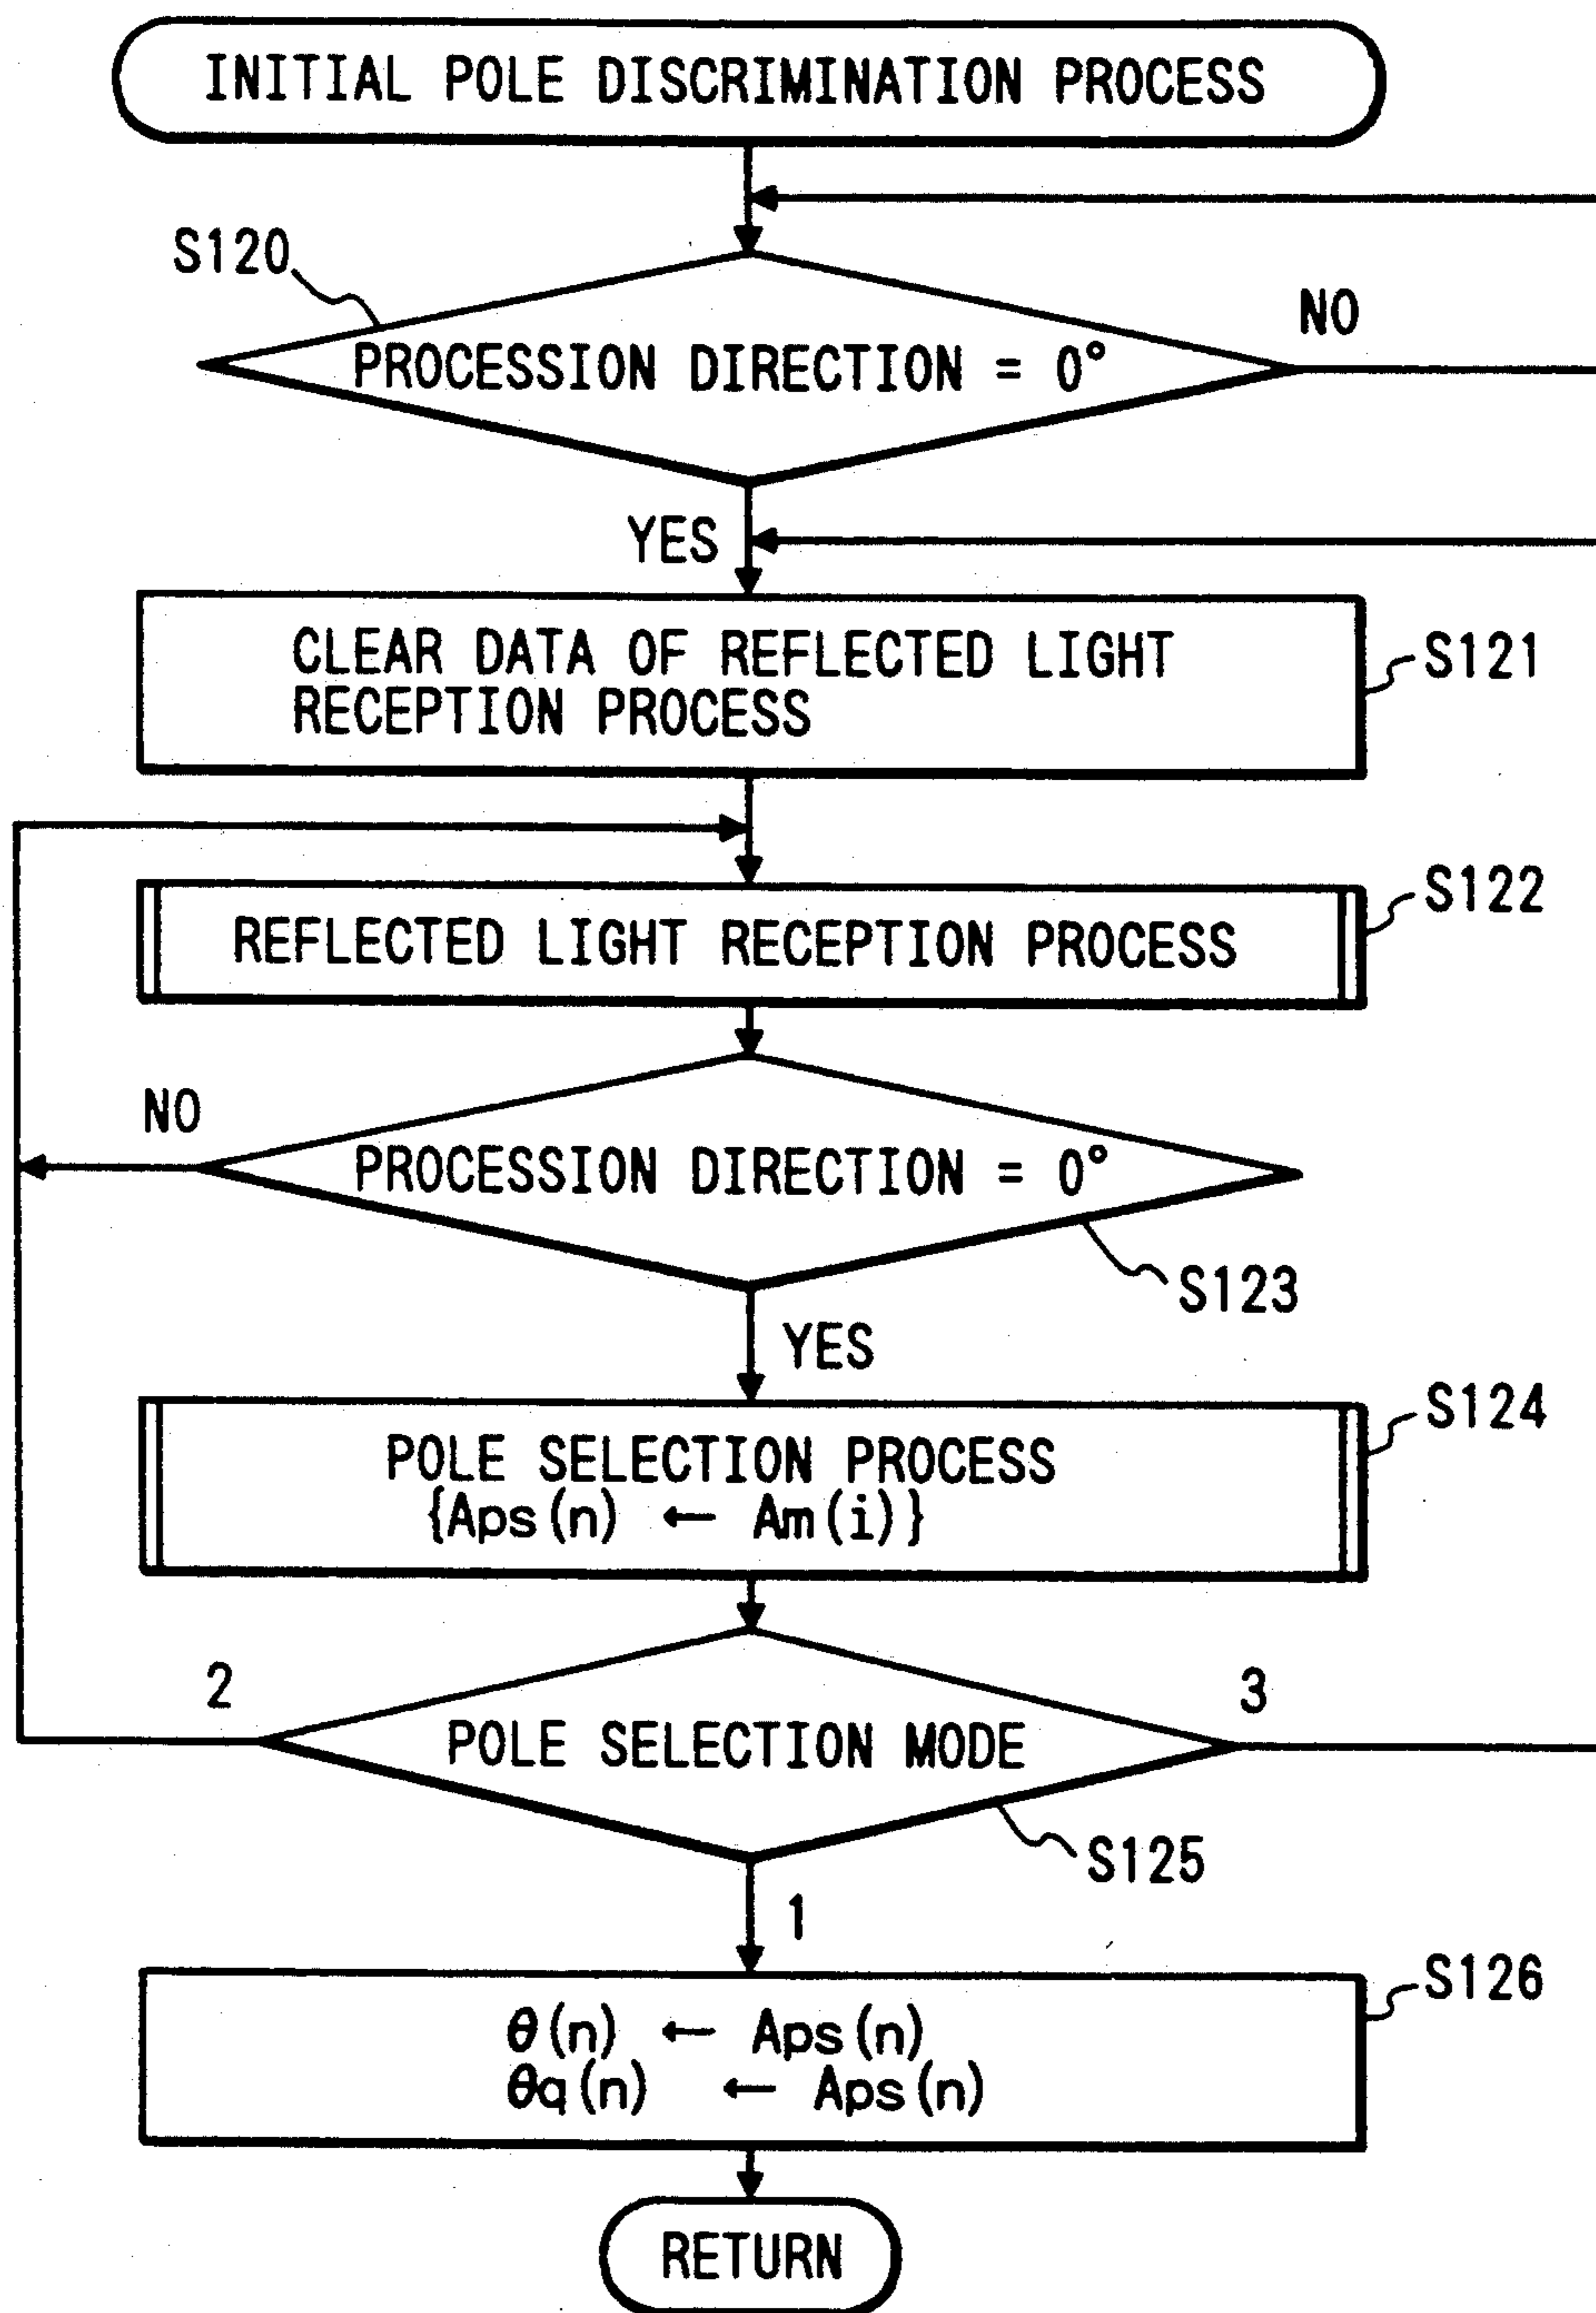 INITIAL POLE DISCRIMINATION PROCESS
S120
NO
PROCESSION DIRECTION = 0°
YES
CLEAR DATA OF REFLECTED LIGHT
RECEPTION PROCESS
S121
S122
REFLECTED LIGHT RECEPTION PROCESS
NO
PROCESSION DIRECTION = 0°
S123
YES
S124
POLE SELECTION PROCESS
{Aps(n) ← Am(i)}
2
3
POLE SELECTION MODE
S125
1
S126
θ(n) ← Aps(n)
θq(n) ← Aps(n)
RETURN